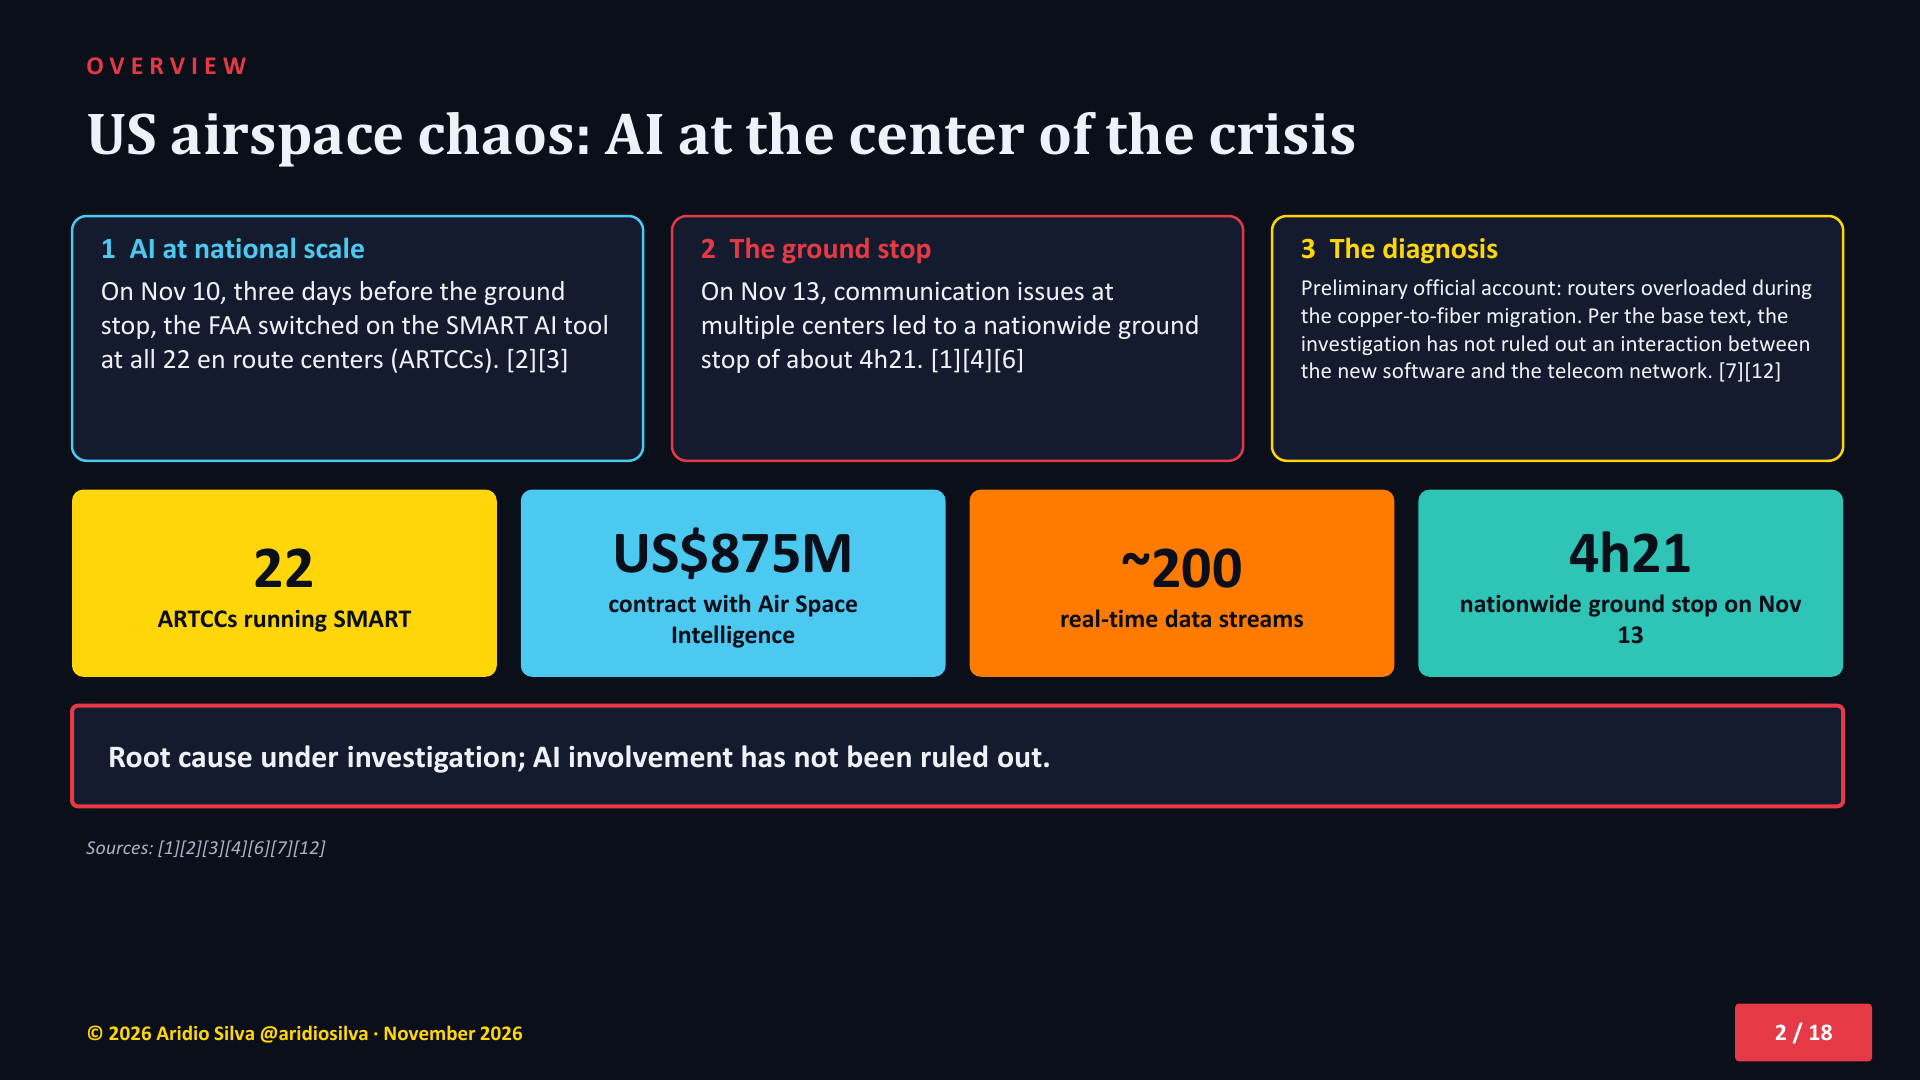 OVERVIEW
US airspace chaos: AI at the center of the crisis
1 AI at national scale
On Nov 10, three days before the ground
stop, the FAA switched on the SMART AI tool
at all 22 en route centers (ARTCCs). [2][3]
2 The ground stop
On Nov 13, communication issues at
multiple centers led to a nationwide ground
stop of about 4h21. [1][4][6]
3 The diagnosis
Preliminary official account: routers overloaded during
the copper-to-fiber migration. Per the base text, the
investigation has not ruled out an interaction between
the new software and the telecom network. [7][12]
22
ARTCCs running SMART
US$875M
contract with Air Space
Intelligence
~200
real-time data streams
4h21
nationwide ground stop on Nov
13
Root cause under investigation; AI involvement has not been ruled out.
Sources: [1][2][3][4][6][7][12]
© 2026 Aridio Silva @aridiosilva · November 2026
2 / 18